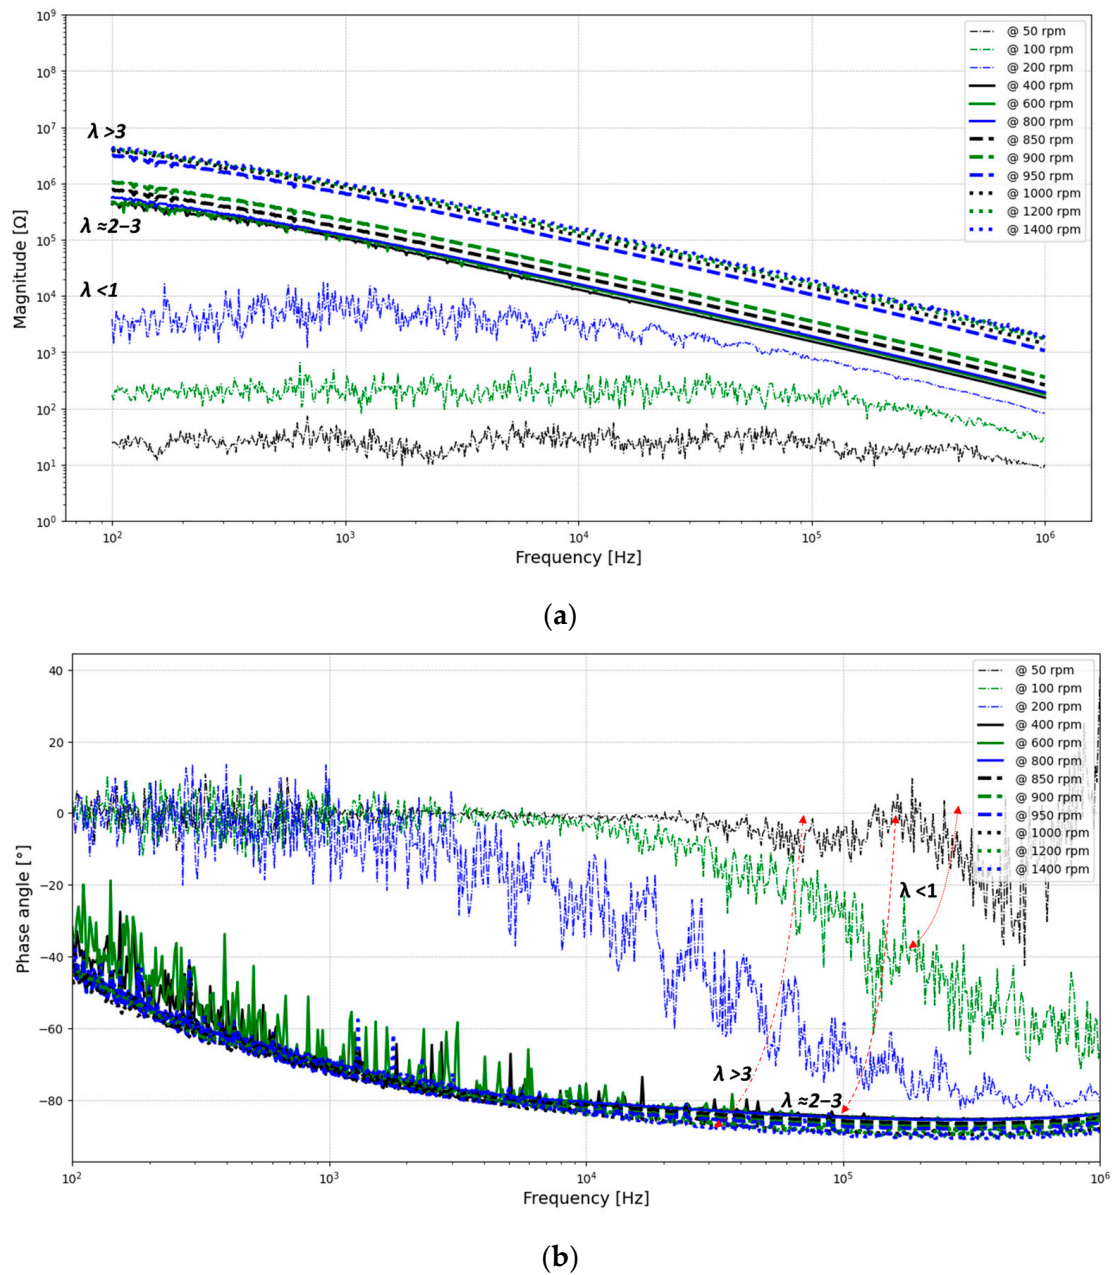 10⁹
10⁸
10⁷
10⁶
10⁵
10⁴
10³
10²
10¹
10⁰
Magnitude [Ω]
λ >3
λ ≈2–3
λ <1
@ 50 rpm
@ 100 rpm
@ 200 rpm
@ 400 rpm
@ 600 rpm
@ 800 rpm
@ 850 rpm
@ 900 rpm
@ 950 rpm
@ 1000 rpm
@ 1200 rpm
@ 1400 rpm
10² 10³ 10⁴ 10⁵ 10⁶
Frequency [Hz]
(a)
40
20
0
−20
−40
−60
−80
Phase angle [°]
@ 50 rpm
@ 100 rpm
@ 200 rpm
@ 400 rpm
@ 600 rpm
@ 800 rpm
@ 850 rpm
@ 900 rpm
@ 950 rpm
@ 1000 rpm
@ 1200 rpm
@ 1400 rpm
λ <1
λ >3
λ ≈2–3
10² 10³ 10⁴ 10⁵ 10⁶
Frequency [Hz]
(b)